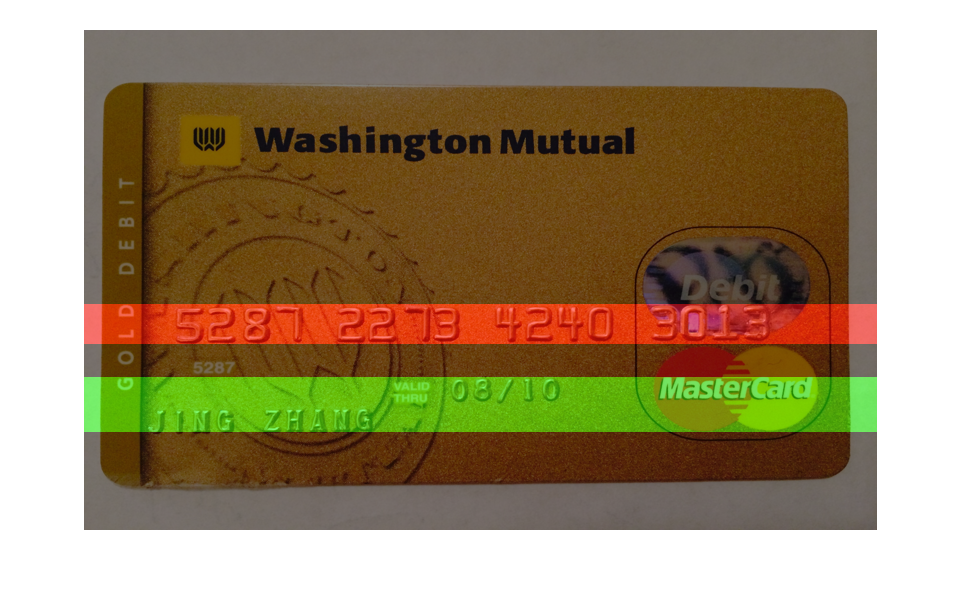 Washington Mutual
GOLD DEBIT
Debit
5287 2273 4240 3013
5287
VALID
THRU 08/10
MasterCard
JING ZHANG